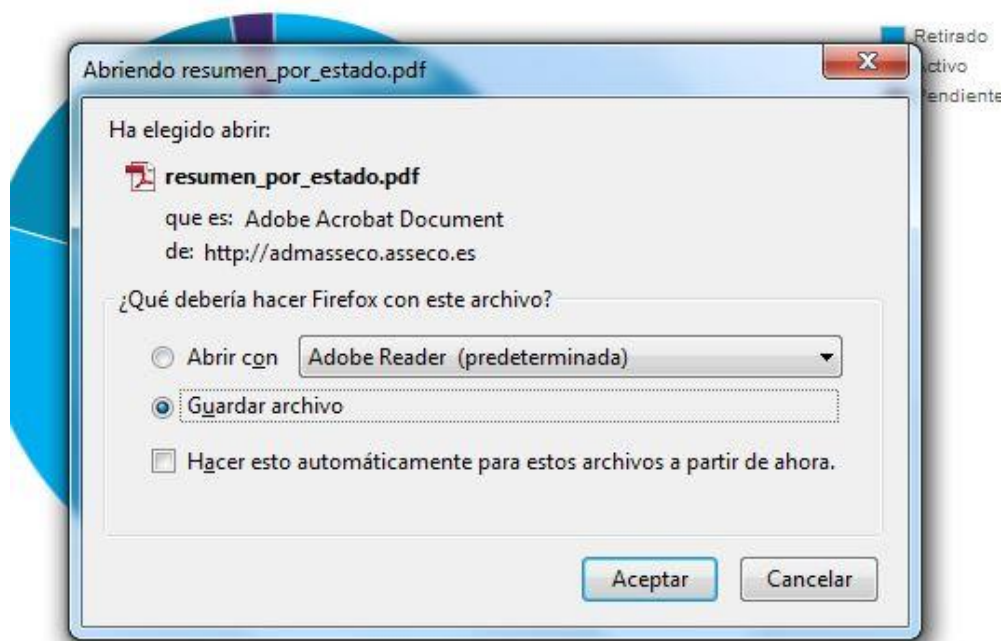 Retirado
Activo
Pendiente
Abriendo resumen_por_estado.pdf
Ha elegido abrir:
resumen_por_estado.pdf
que es: Adobe Acrobat Document
de: http://admasseco.asseco.es
¿Qué debería hacer Firefox con este archivo?
Abrir con Adobe Reader (predeterminada)
Guardar archivo
Hacer esto automáticamente para estos archivos a partir de ahora.
Aceptar Cancelar